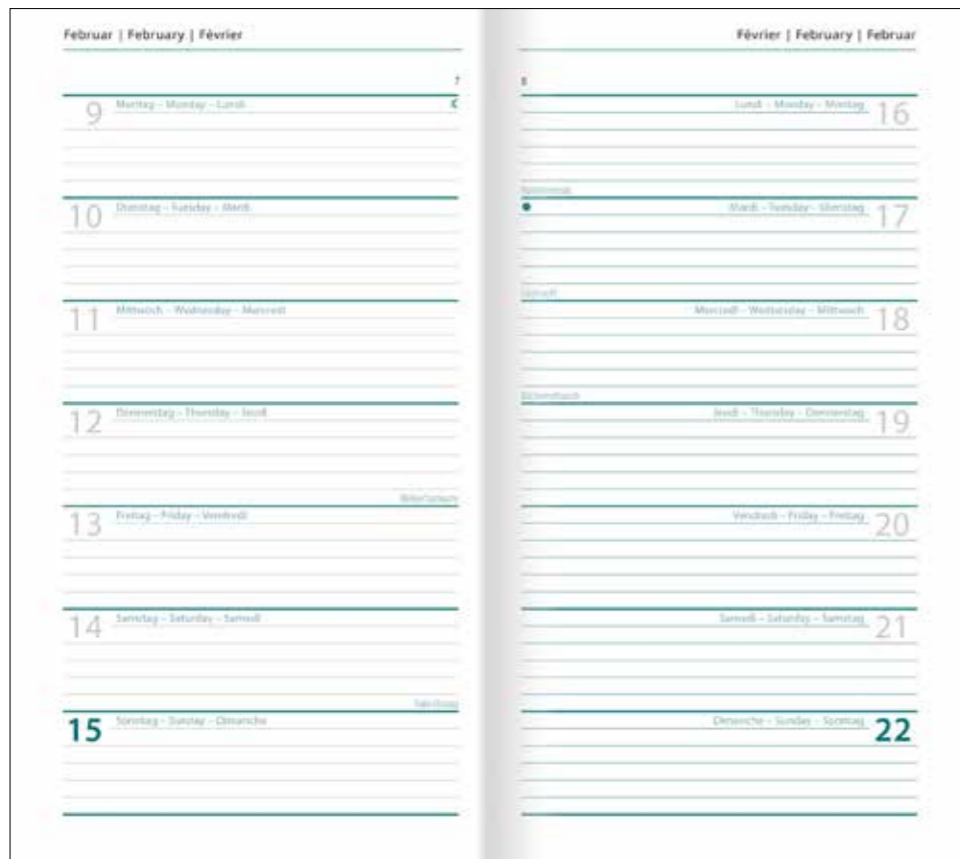 Februar | February | Février
7
9 Montag – Monday – Lundi
10 Dienstag – Tuesday – Mardi
11 Mittwoch – Wednesday – Mercredi
12 Donnerstag – Thursday – Jeudi
13 Freitag – Friday – Vendredi
14 Samstag – Saturday – Samedi
15 Sonntag – Sunday – Dimanche
Février | February | Februar
8
Lundi – Monday – Montag 16
Mardi – Tuesday – Dienstag 17
Mercredi – Wednesday – Mittwoch 18
Jeudi – Thursday – Donnerstag 19
Vendredi – Friday – Freitag 20
Samedi – Saturday – Samstag 21
Dimanche – Sunday – Sonntag 22